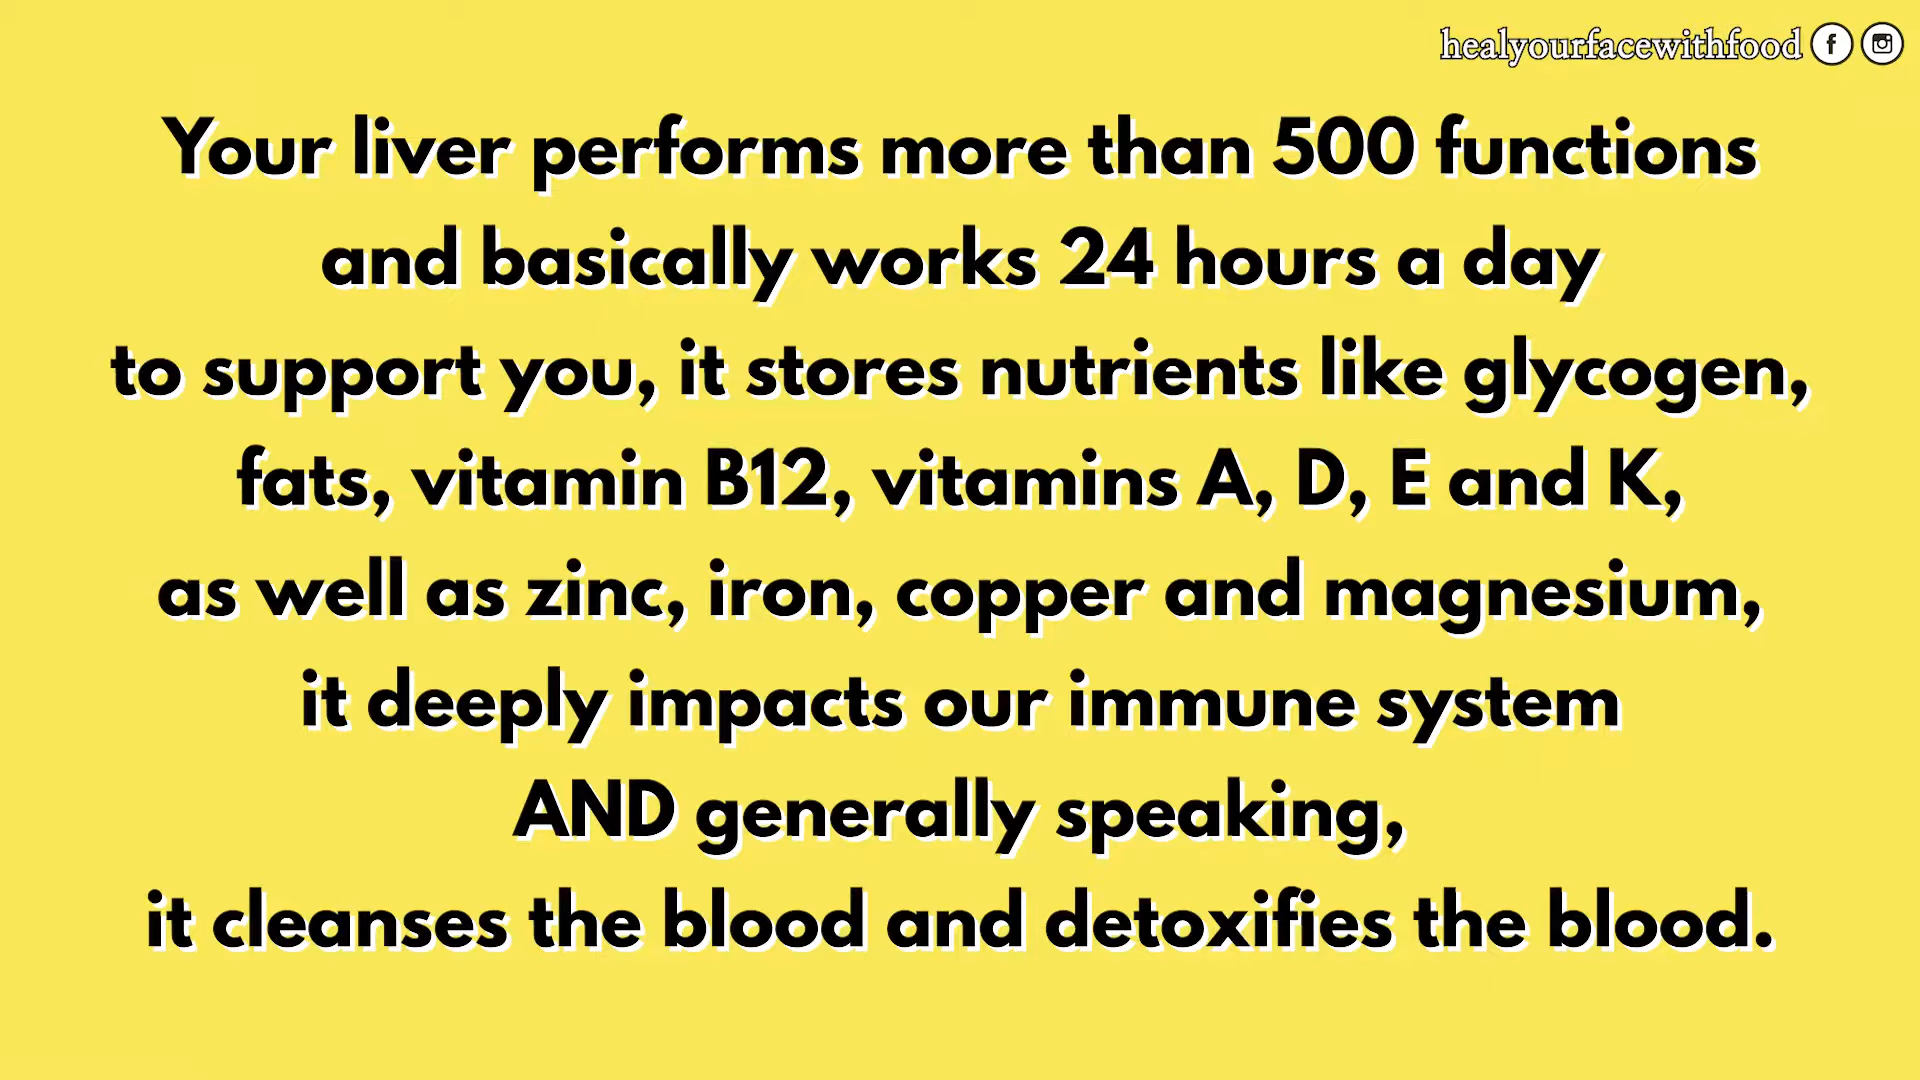 healyourfacewithfood
Your liver performs more than 500 functions
and basically works 24 hours a day
to support you, it stores nutrients like glycogen,
fats, vitamin B12, vitamins A, D, E and K,
as well as zinc, iron, copper and magnesium,
it deeply impacts our immune system
AND generally speaking,
it cleanses the blood and detoxifies the blood.